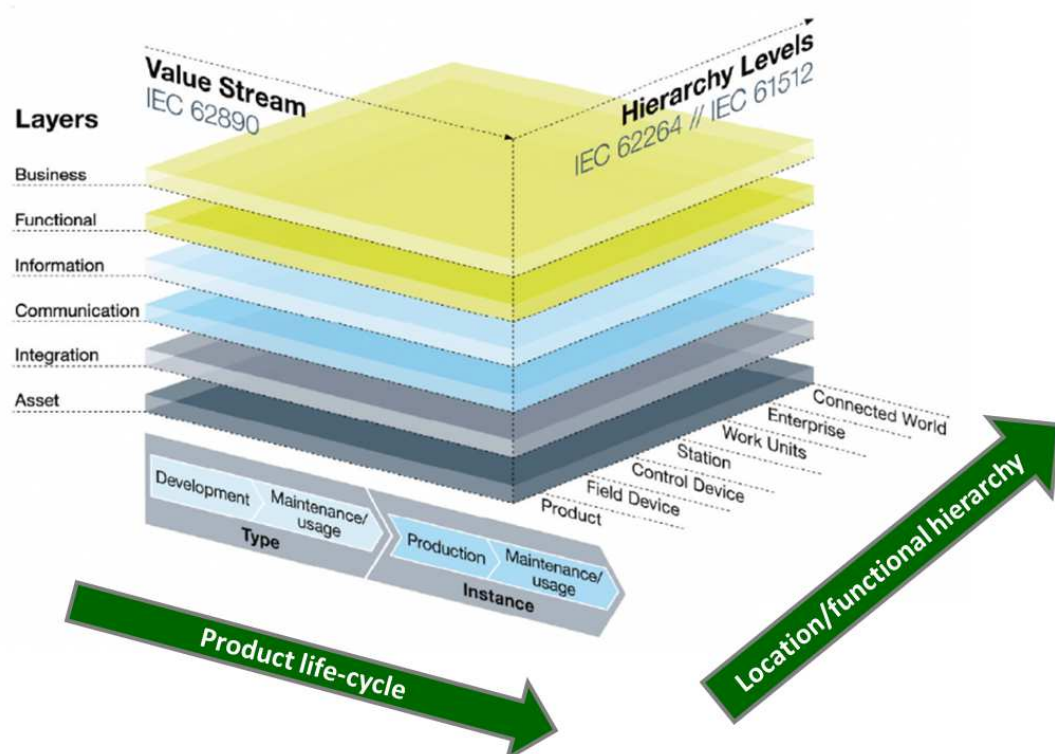 Value Stream
IEC 62890
Hierarchy Levels
IEC 62264 // IEC 61512
Layers
Business
Functional
Information
Communication
Integration
Asset
Connected World
Enterprise
Work Units
Station
Control Device
Field Device
Product
Development
Maintenance/
usage
Type
Production
Maintenance/
usage
Instance
Product life-cycle
Location/functional hierarchy